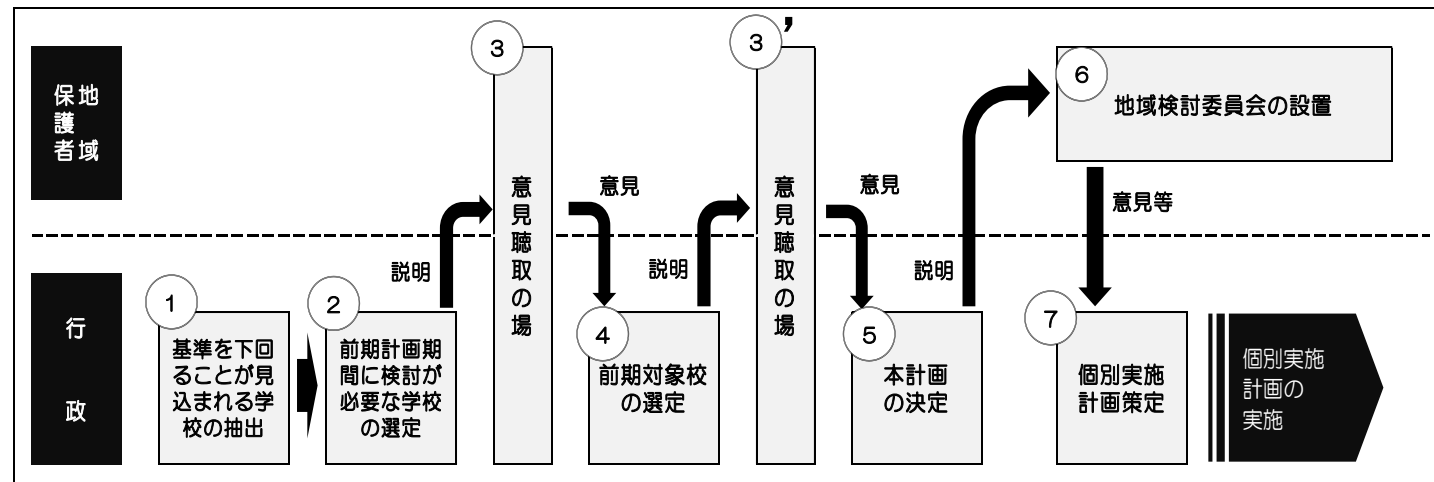 保護者
地域
行政
①
基準を下回
ることが見
込まれる学
校の抽出
②
前期計画期
間に検討が
必要な学校
の選定
説明
③
意見聴取の場
意見
④
前期対象校
の選定
説明
③’
意見聴取の場
意見
⑤
本計画
の決定
説明
⑥
地域検討委員会の設置
意見等
⑦
個別実施
計画策定
個別実施
計画の
実施